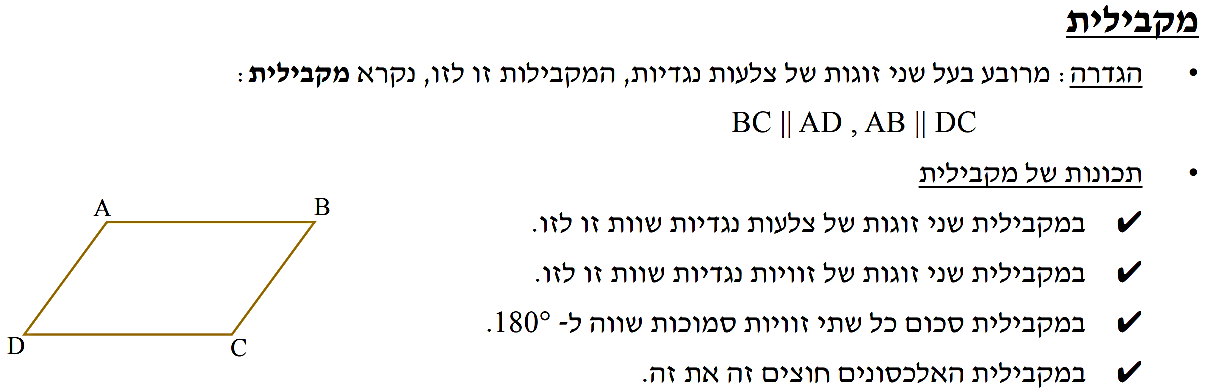 מקבילית
• הגדרה: מרובע בעל שני זוגות של צלעות נגדיות, המקבילות זו לזו, נקרא מקבילית:
BC || AD , AB || DC
• תכונות של מקבילית
✔ במקבילית שני זוגות של צלעות נגדיות שוות זו לזו.
✔ במקבילית שני זוגות של זוויות נגדיות שוות זו לזו.
✔ במקבילית סכום כל שתי זוויות סמוכות שווה ל- 180°.
✔ במקבילית האלכסונים חוצים זה את זה.
A B
D C